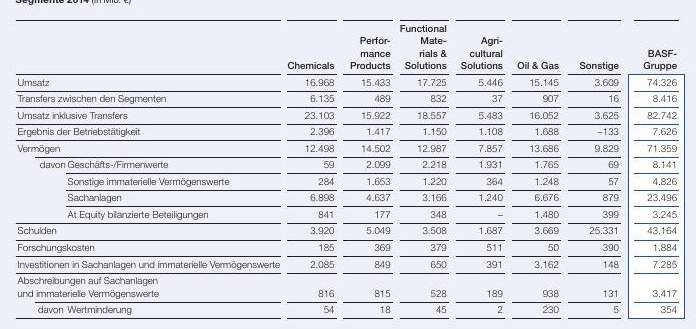 Segmente 2014 (in Mio. €)
Chemicals Perfor-mance Products Functional Mate-rials & Solutions Agri-cultural Solutions Oil & Gas Sonstige BASF-Gruppe
Umsatz 16.968 15.433 17.725 5.446 15.145 3.609 74.326
Transfers zwischen den Segmenten 6.135 489 832 37 907 16 8.416
Umsatz inklusive Transfers 23.103 15.922 18.557 5.483 16.052 3.625 82.742
Ergebnis der Betriebstätigkeit 2.396 1.417 1.150 1.108 1.688 –133 7.626
Vermögen 12.498 14.502 12.987 7.857 13.686 9.829 71.359
davon Geschäfts-/Firmenwerte 59 2.099 2.218 1.931 1.765 69 8.141
Sonstige immaterielle Vermögenswerte 284 1.653 1.220 364 1.248 57 4.826
Sachanlagen 6.898 4.637 3.166 1.240 6.676 879 23.496
At Equity bilanzierte Beteiligungen 841 177 348 – 1.480 399 3.245
Schulden 3.920 5.049 3.508 1.687 3.669 25.331 43.164
Forschungskosten 185 369 379 511 50 390 1.884
Investitionen in Sachanlagen und immaterielle Vermögenswerte 2.085 849 650 391 3.162 148 7.285
Abschreibungen auf Sachanlagen
und immaterielle Vermögenswerte 816 815 528 189 938 131 3.417
davon Wertminderung 54 18 45 2 230 5 354